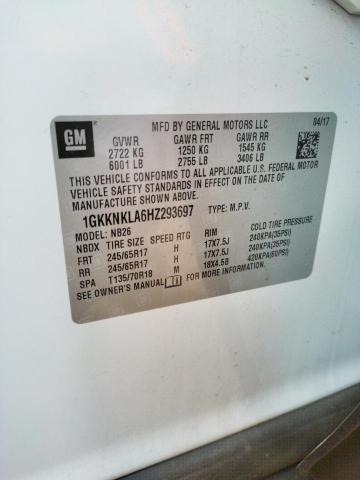 GM
MFD BY GENERAL MOTORS LLC 04/17
GVWR GAWR FRT GAWR RR
2722 KG 1250 KG 1545 KG
6001 LB 2755 LB 3406 LB
THIS VEHICLE CONFORMS TO ALL APPLICABLE U.S. FEDERAL MOTOR
VEHICLE SAFETY STANDARDS IN EFFECT ON THE DATE OF
MANUFACTURE SHOWN ABOVE.
1GKKNKLA6HZ293697 TYPE: M.P.V.
MODEL: NB26
NBDX TIRE SIZE SPEED RTG RIM COLD TIRE PRESSURE
FRT 245/65R17 H 17X7.5J 240KPA(35PSI)
RR 245/65R17 H 17X7.5J 240KPA(35PSI)
SPA T135/70R18 M 18X4.5B 420KPA(60PSI)
SEE OWNER'S MANUAL